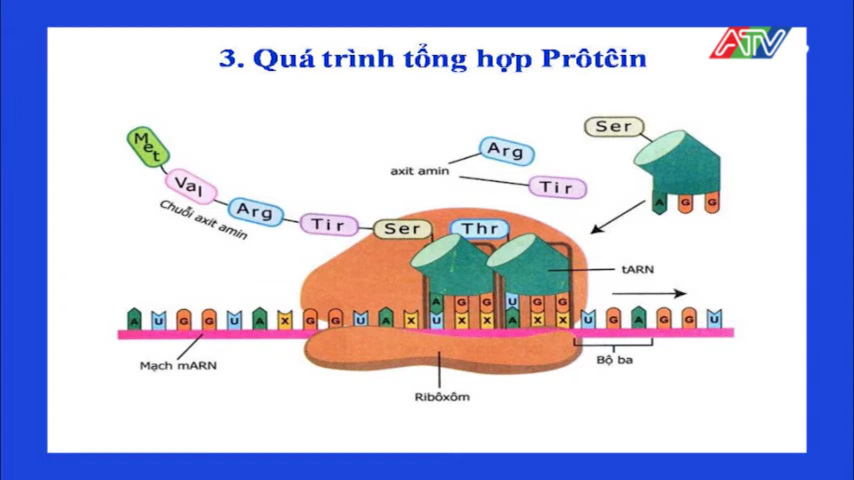 ATV
3. Quá trình tổng hợp Prôtêin
Met
Val
Arg
Tir
Ser
Thr
Chuỗi axit amin
axit amin
Arg
Tir
Ser
A G G
tARN
A G G U G G
A U G G U A X G G U A X U X X A X X U G A G G U
Mạch mARN
Bộ ba
Ribôxôm